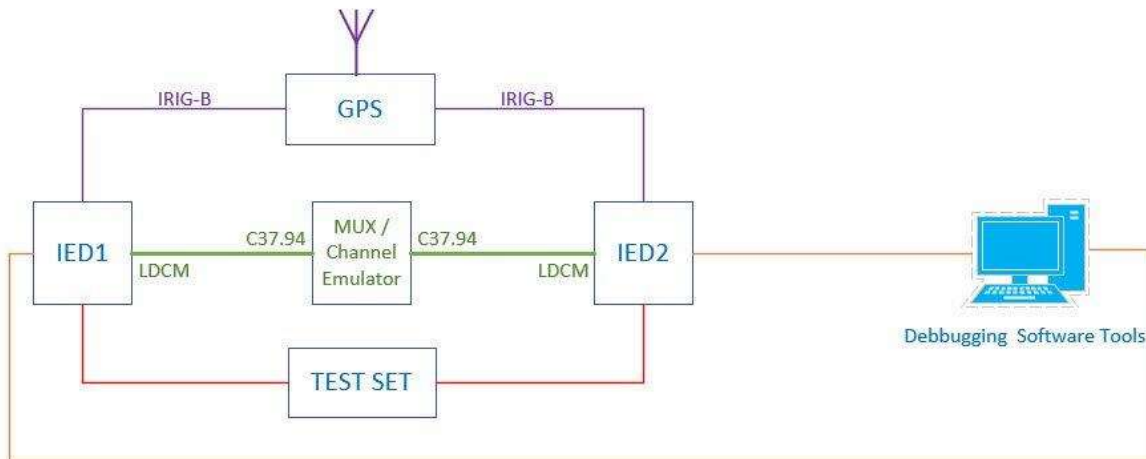 IRIG-B
IRIG-B
GPS
IED1
C37.94
LDCM
MUX /
Channel
Emulator
C37.94
LDCM
IED2
TEST SET
Debbugging Software Tools